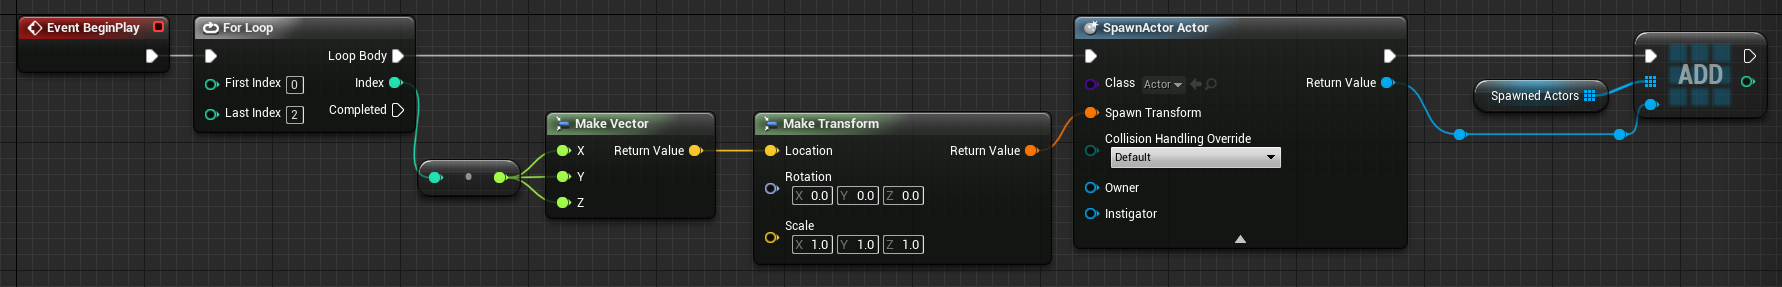 Event BeginPlay
For Loop
Loop Body
First Index 0
Index
Last Index 2
Completed
Make Vector
X
Return Value
Y
Z
Make Transform
Location
Return Value
Rotation
X 0.0 Y 0.0 Z 0.0
Scale
X 1.0 Y 1.0 Z 1.0
SpawnActor Actor
Class Actor
Return Value
Spawn Transform
Collision Handling Override
Default
Owner
Instigator
Spawned Actors
ADD